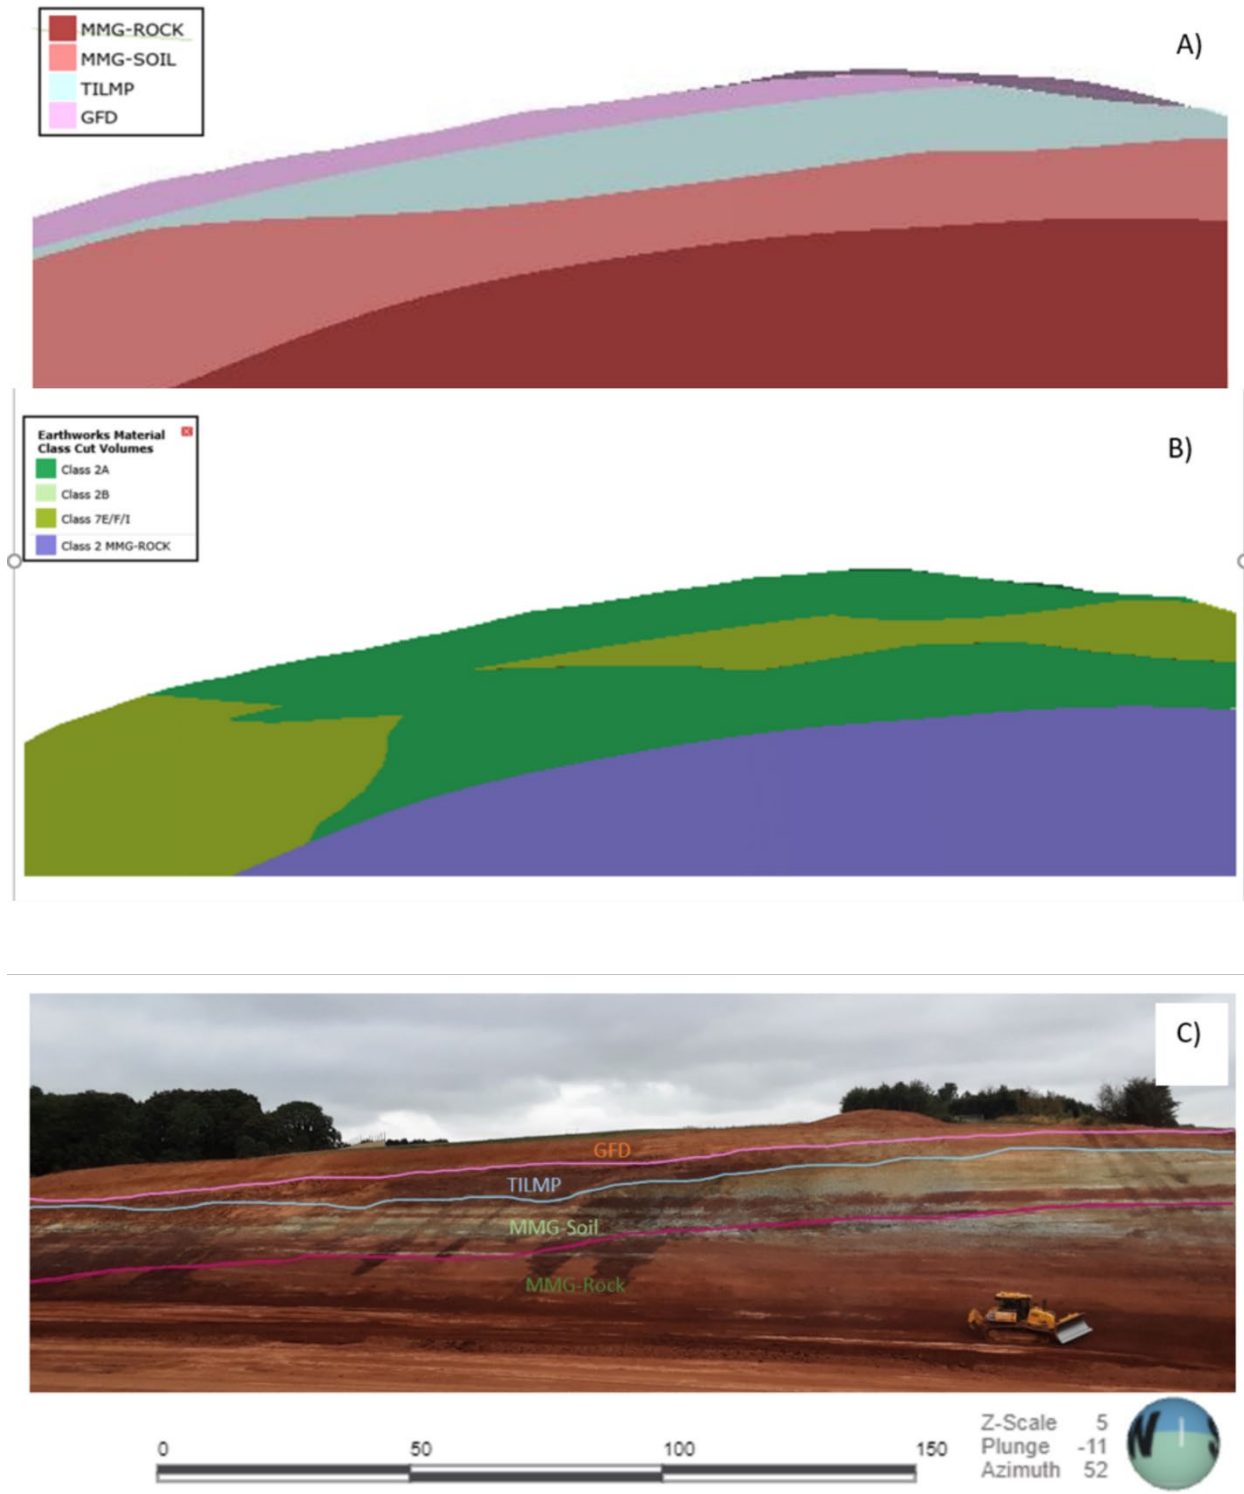 MMG-ROCK
MMG-SOIL
TILMP
GFD
A)
Earthworks Material
Class Cut Volumes
Class 2A
Class 2B
Class 7E/F/I
Class 2 MMG-ROCK
B)
C)
GFD
TILMP
MMG-Soil
MMG-Rock
0 50 100 150
Z-Scale 5
Plunge -11
Azimuth 52